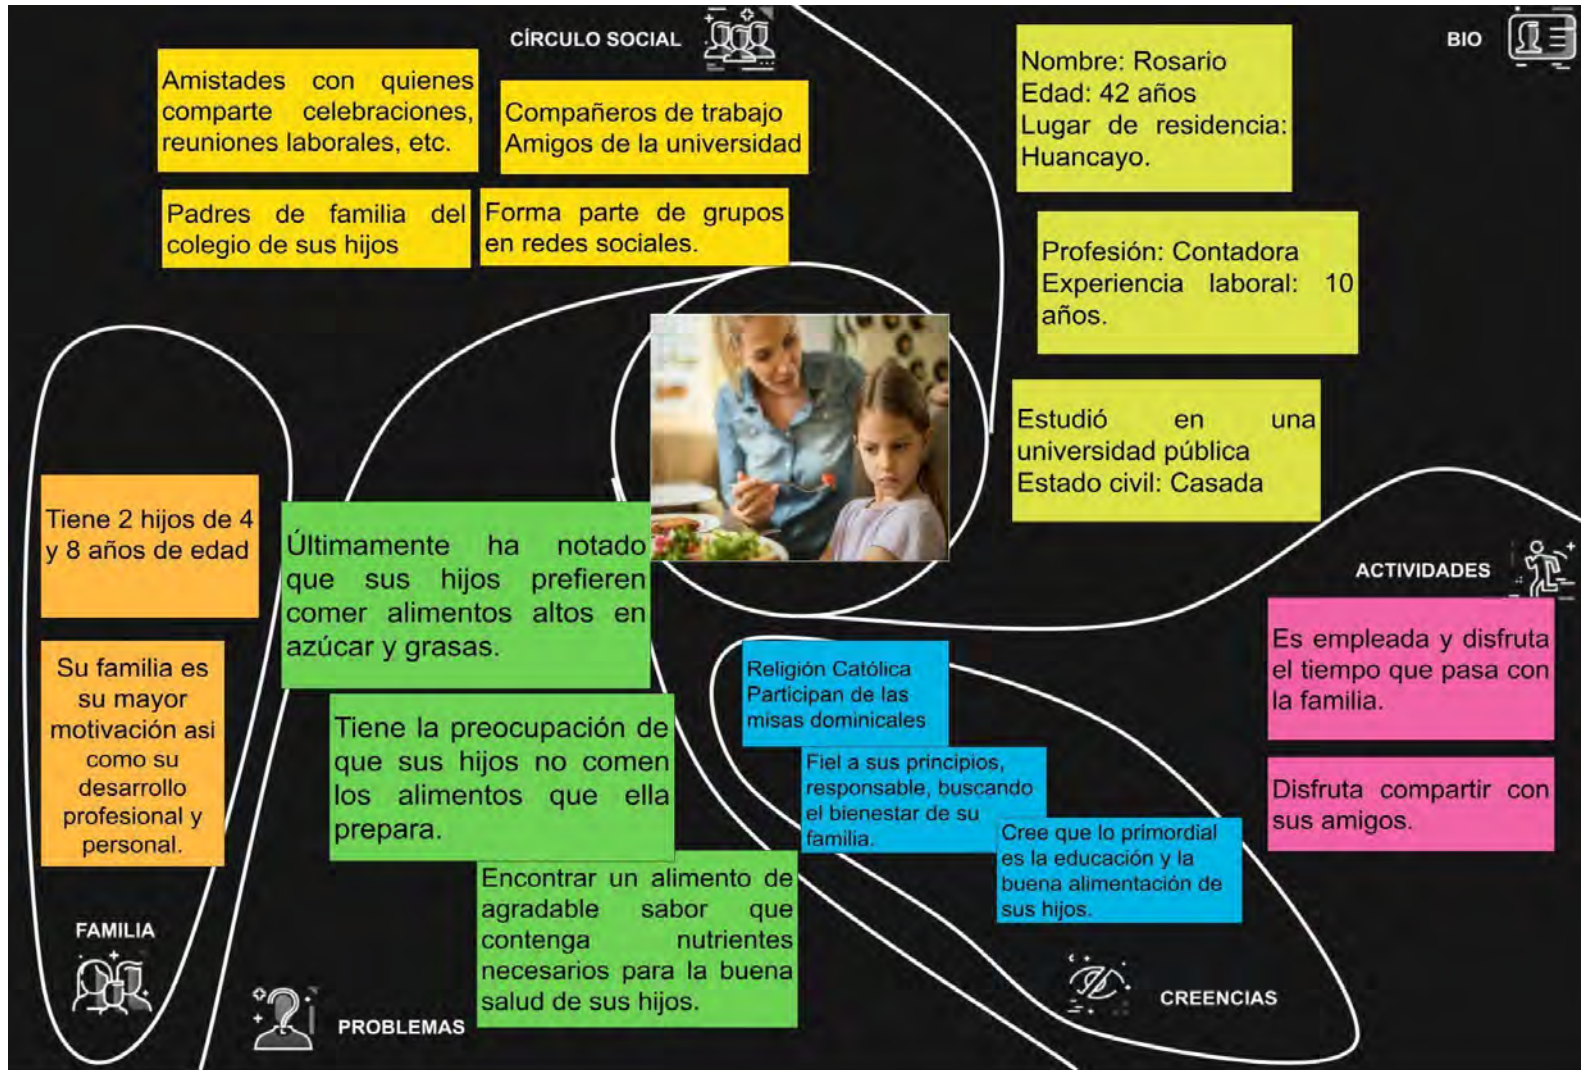 CÍRCULO SOCIAL
Amistades con quienes
comparte celebraciones,
reuniones laborales, etc.
Compañeros de trabajo
Amigos de la universidad
Padres de familia del
colegio de sus hijos
Forma parte de grupos
en redes sociales.
BIO
Nombre: Rosario
Edad: 42 años
Lugar de residencia:
Huancayo.
Profesión: Contadora
Experiencia laboral: 10
años.
Estudió en una
universidad pública
Estado civil: Casada
Tiene 2 hijos de 4
y 8 años de edad
Su familia es
su mayor
motivación asi
como su
desarrollo
profesional y
personal.
FAMILIA
Últimamente ha notado
que sus hijos prefieren
comer alimentos altos en
azúcar y grasas.
Tiene la preocupación de
que sus hijos no comen
los alimentos que ella
prepara.
Encontrar un alimento de
agradable sabor que
contenga nutrientes
necesarios para la buena
salud de sus hijos.
PROBLEMAS
Religión Católica
Participan de las
misas dominicales
Fiel a sus principios,
responsable, buscando
el bienestar de su
familia.
Cree que lo primordial
es la educación y la
buena alimentación de
sus hijos.
CREENCIAS
ACTIVIDADES
Es empleada y disfruta
el tiempo que pasa con
la familia.
Disfruta compartir con
sus amigos.